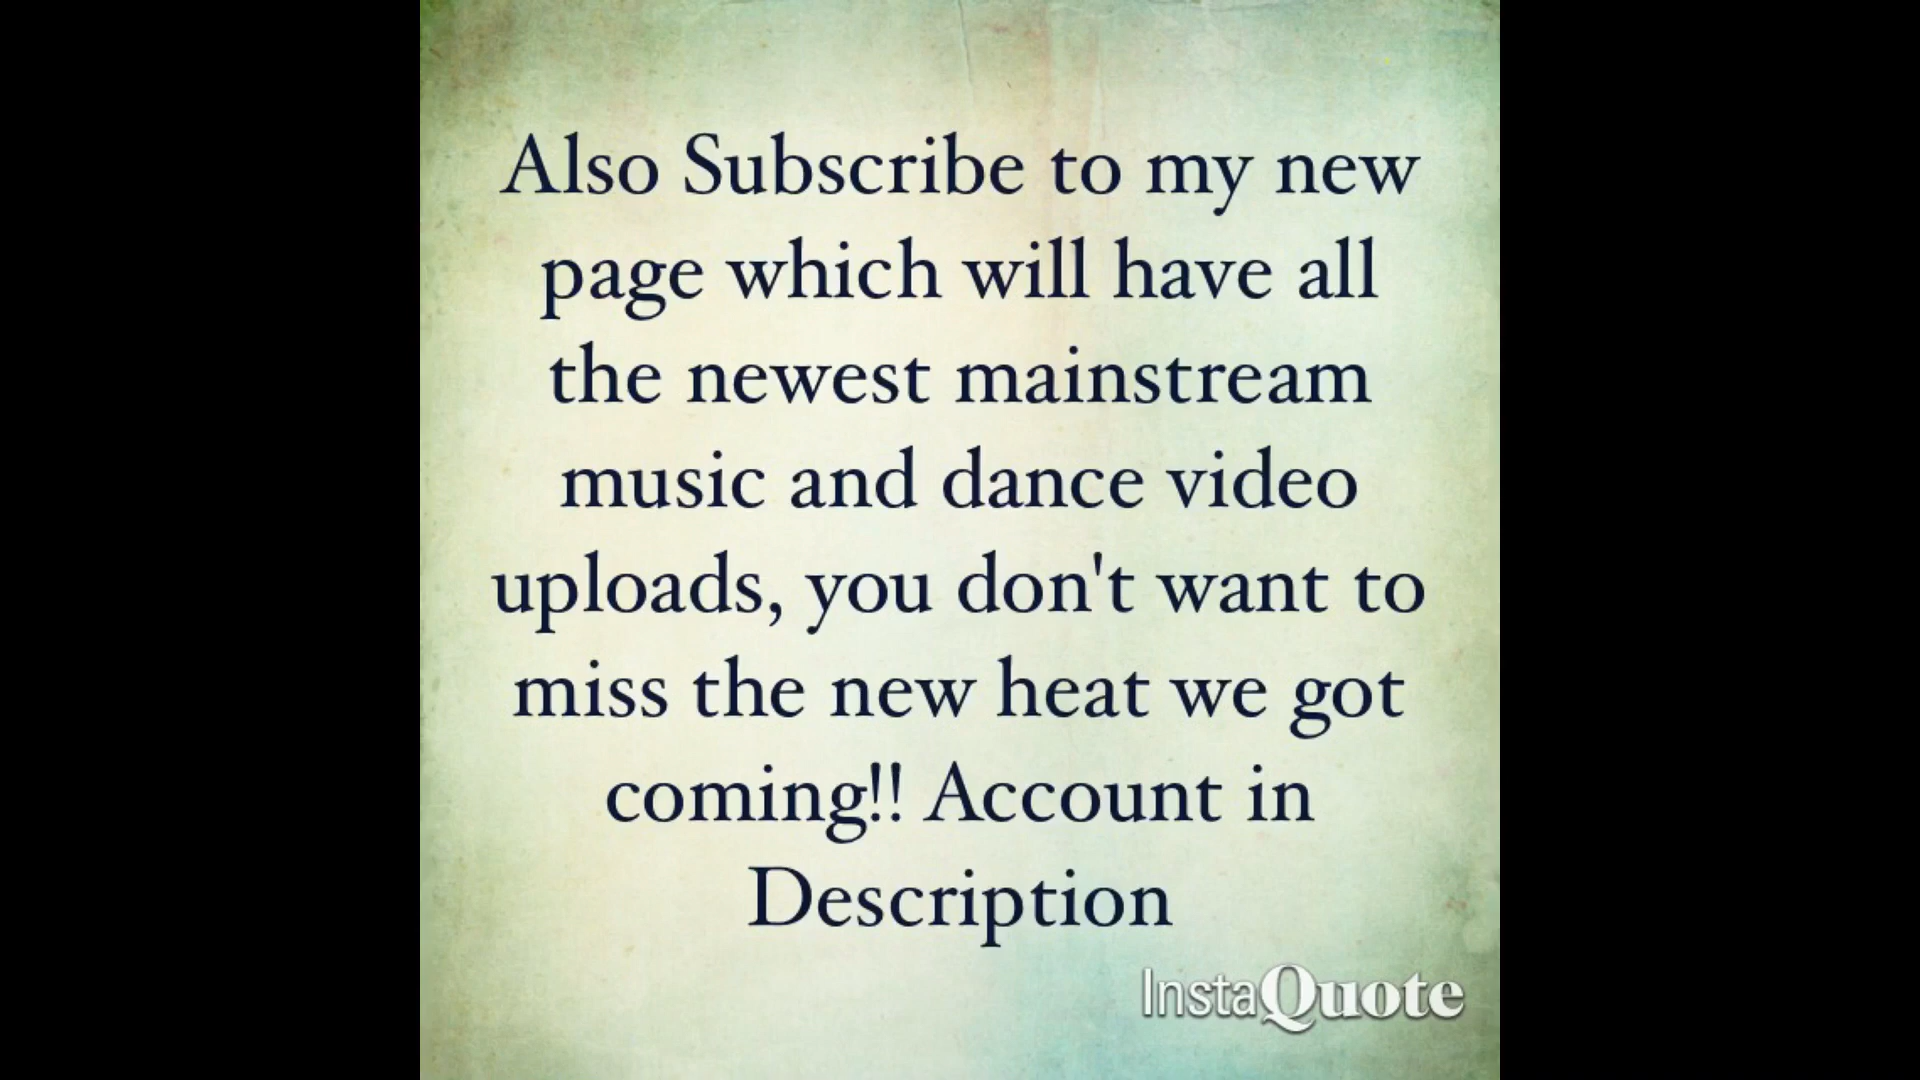 Also Subscribe to my new
page which will have all
the newest mainstream
music and dance video
uploads, you don't want to
miss the new heat we got
coming!! Account in
Description
InstaQuote